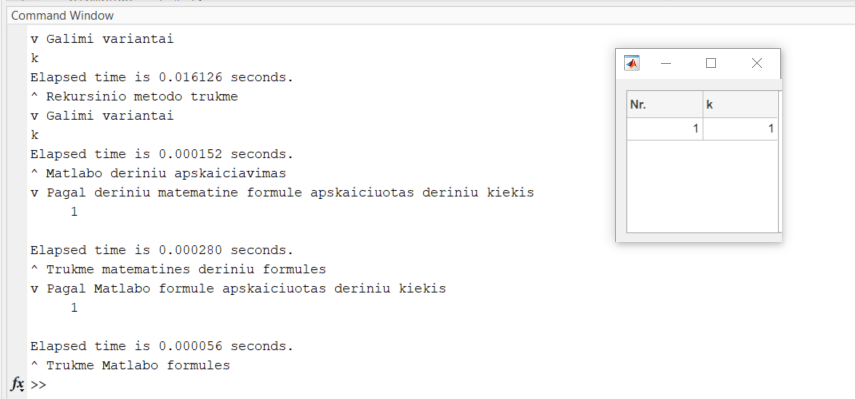 Command Window
v Galimi variantai
k
Elapsed time is 0.016126 seconds.
^ Rekursinio metodo trukme
v Galimi variantai
k
Elapsed time is 0.000152 seconds.
^ Matlabo deriniu apskaiciavimas
v Pagal deriniu matematine formule apskaiciuotas deriniu kiekis
1
Elapsed time is 0.000280 seconds.
^ Trukme matematines deriniu formules
v Pagal Matlabo formule apskaiciuotas deriniu kiekis
1
Elapsed time is 0.000056 seconds.
^ Trukme Matlabo formules
fx >>
Nr. k
1 1